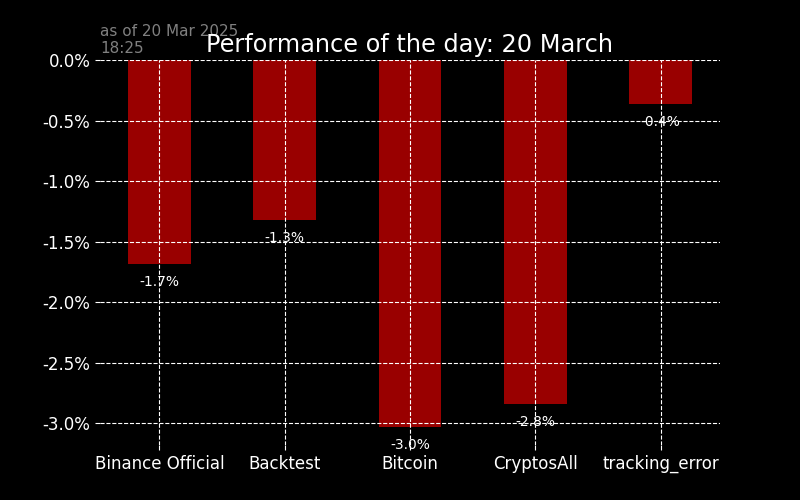 as of 20 Mar 2025
18:25
Performance of the day: 20 March
0.0%
-0.5%
-1.0%
-1.5%
-2.0%
-2.5%
-3.0%
-1.7%
-1.3%
-3.0%
-2.8%
-0.4%
Binance Official
Backtest
Bitcoin
CryptosAll
tracking_error